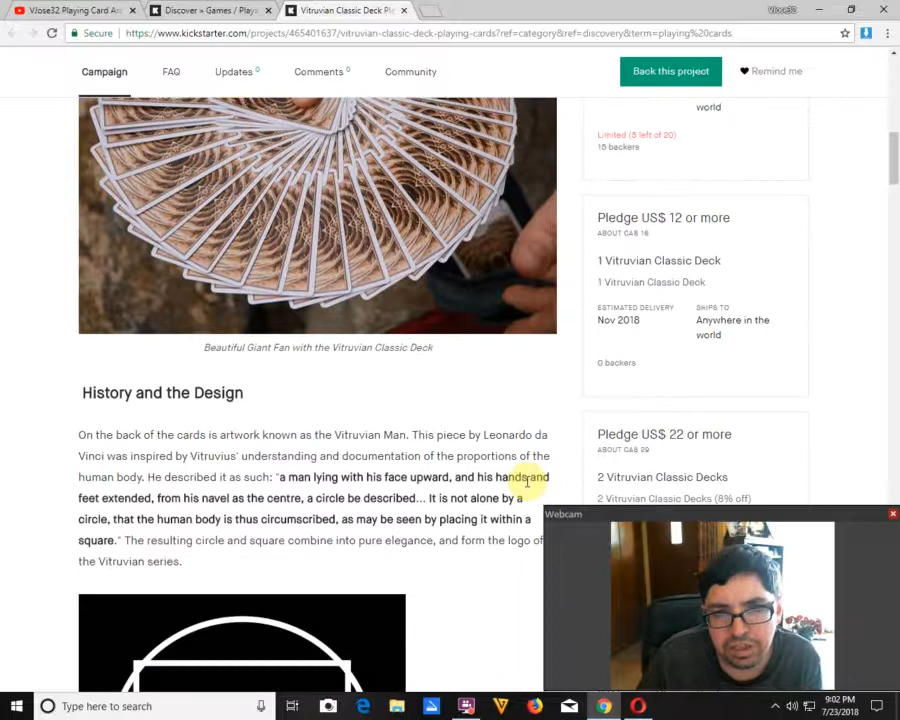 VJose32 Playing Card As
Discover » Games / Playi
Vitruvian Classic Deck Pl
VJose32
Secure
https://www.kickstarter.com/projects/465401637/vitruvian-classic-deck-playing-cards?ref=category&ref=discovery&term=playing%20cards
Campaign
FAQ
Updates 0
Comments 0
Community
Back this project
Remind me
world
Limited (5 left of 20)
15 backers
Pledge US$ 12 or more
ABOUT CA$ 16
1 Vitruvian Classic Deck
1 Vitruvian Classic Deck
ESTIMATED DELIVERY
SHIPS TO
Nov 2018
Anywhere in the
world
0 backers
Beautiful Giant Fan with the Vitruvian Classic Deck
History and the Design
On the back of the cards is artwork known as the Vitruvian Man. This piece by Leonardo da
Vinci was inspired by Vitruvius' understanding and documentation of the proportions of the
human body. He described it as such: "a man lying with his face upward, and his hands and
feet extended, from his navel as the centre, a circle be described... It is not alone by a
circle, that the human body is thus circumscribed, as may be seen by placing it within a
square." The resulting circle and square combine into pure elegance, and form the logo of
the Vitruvian series.
Pledge US$ 22 or more
ABOUT CA$ 29
2 Vitruvian Classic Decks
2 Vitruvian Classic Decks (8% off)
Webcam
Type here to search
9:02 PM
7/23/2018